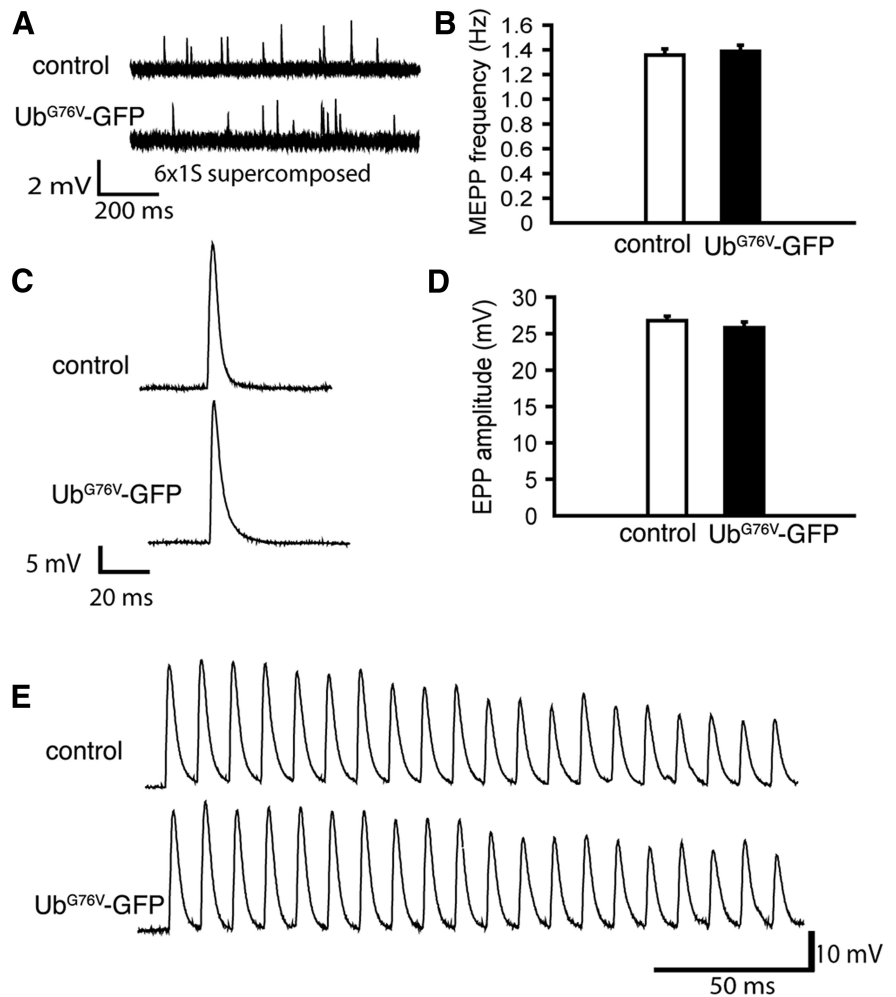 A
control
Ub^G76V-GFP
6x1S supercomposed
2 mV
200 ms
B
MEPP frequency (Hz)
1.6
1.4
1.2
1.0
0.8
0.6
0.4
0.2
0
control Ub^G76V-GFP
C
control
Ub^G76V-GFP
5 mV
20 ms
D
EPP amplitude (mV)
30
25
20
15
10
5
0
control Ub^G76V-GFP
E
control
Ub^G76V-GFP
10 mV
50 ms